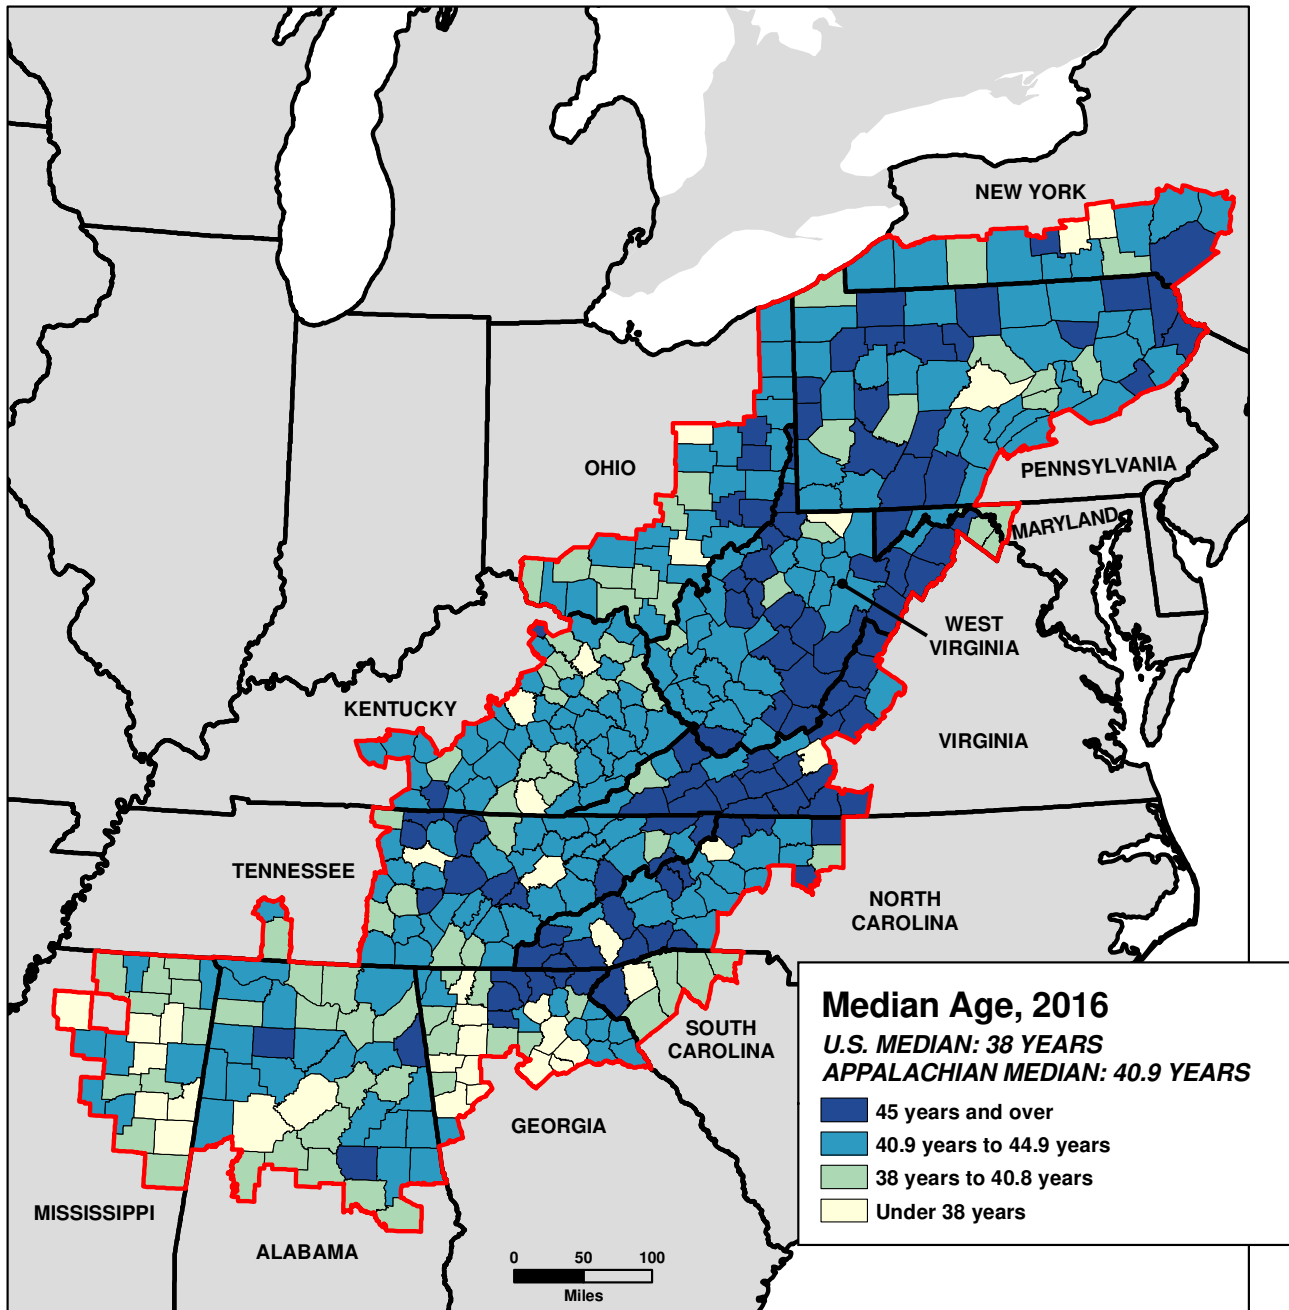 NEW YORK
OHIO
PENNSYLVANIA
MARYLAND
WEST
VIRGINIA
KENTUCKY
VIRGINIA
TENNESSEE
NORTH
CAROLINA
SOUTH
CAROLINA
GEORGIA
MISSISSIPPI
ALABAMA
Median Age, 2016
U.S. MEDIAN: 38 YEARS
APPALACHIAN MEDIAN: 40.9 YEARS
45 years and over
40.9 years to 44.9 years
38 years to 40.8 years
Under 38 years
0 50 100
Miles